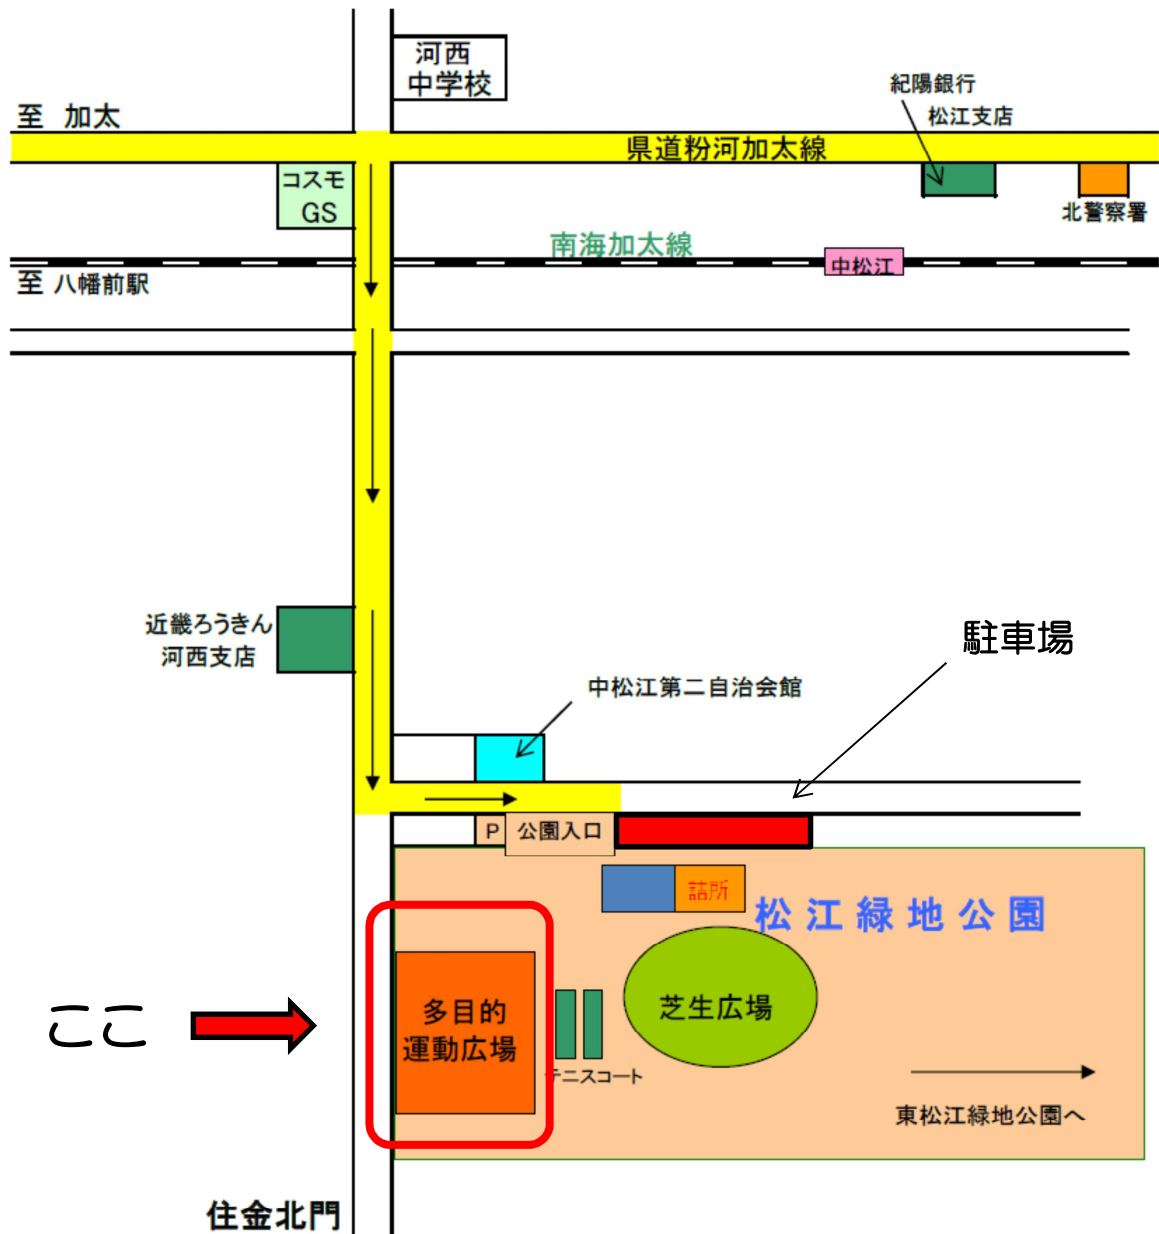 河西
中学校
紀陽銀行
松江支店
至 加太
県道粉河加太線
コスモ
GS
北警察署
南海加太線
中松江
至 八幡前駅
近畿ろうきん
河西支店
駐車場
中松江第二自治会館
P
公園入口
詰所
松江緑地公園
ここ
多目的
運動広場
芝生広場
テニスコート
東松江緑地公園へ
住金北門